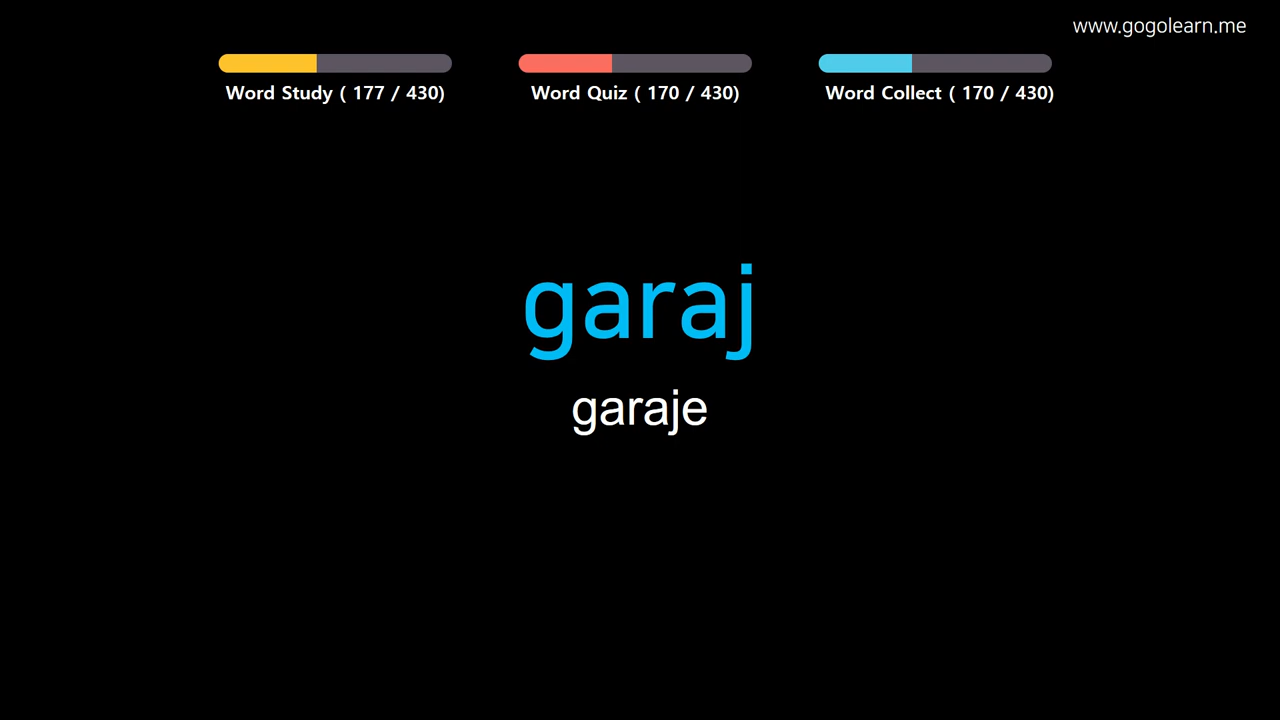 www.gogolearn.me
Word Study ( 177 / 430)
Word Quiz ( 170 / 430)
Word Collect ( 170 / 430)
garaj
garaje